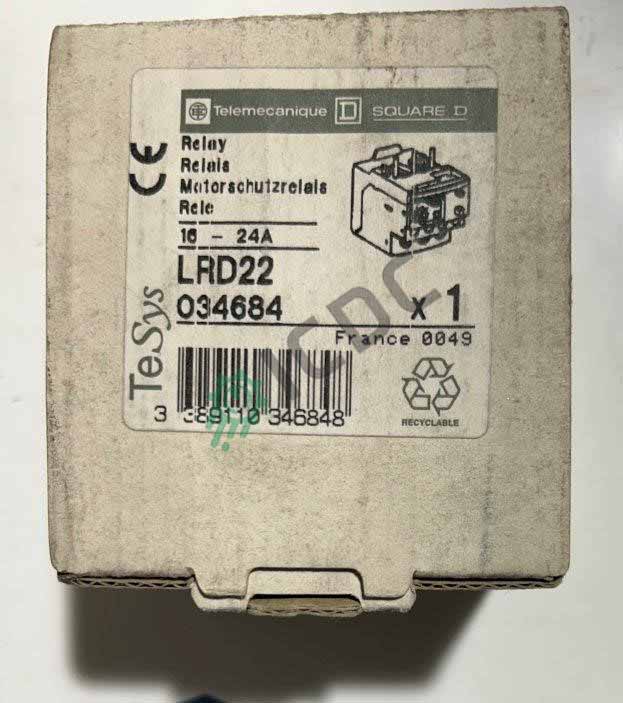 Telemecanique D SQUARE D
CE
Relay
Relais
Motorschutzrelais
Rele
16 - 24A
LRD22
034684 x 1
France 0049
TeSys
3 389110 346848
RECYCLABLE
ICDC